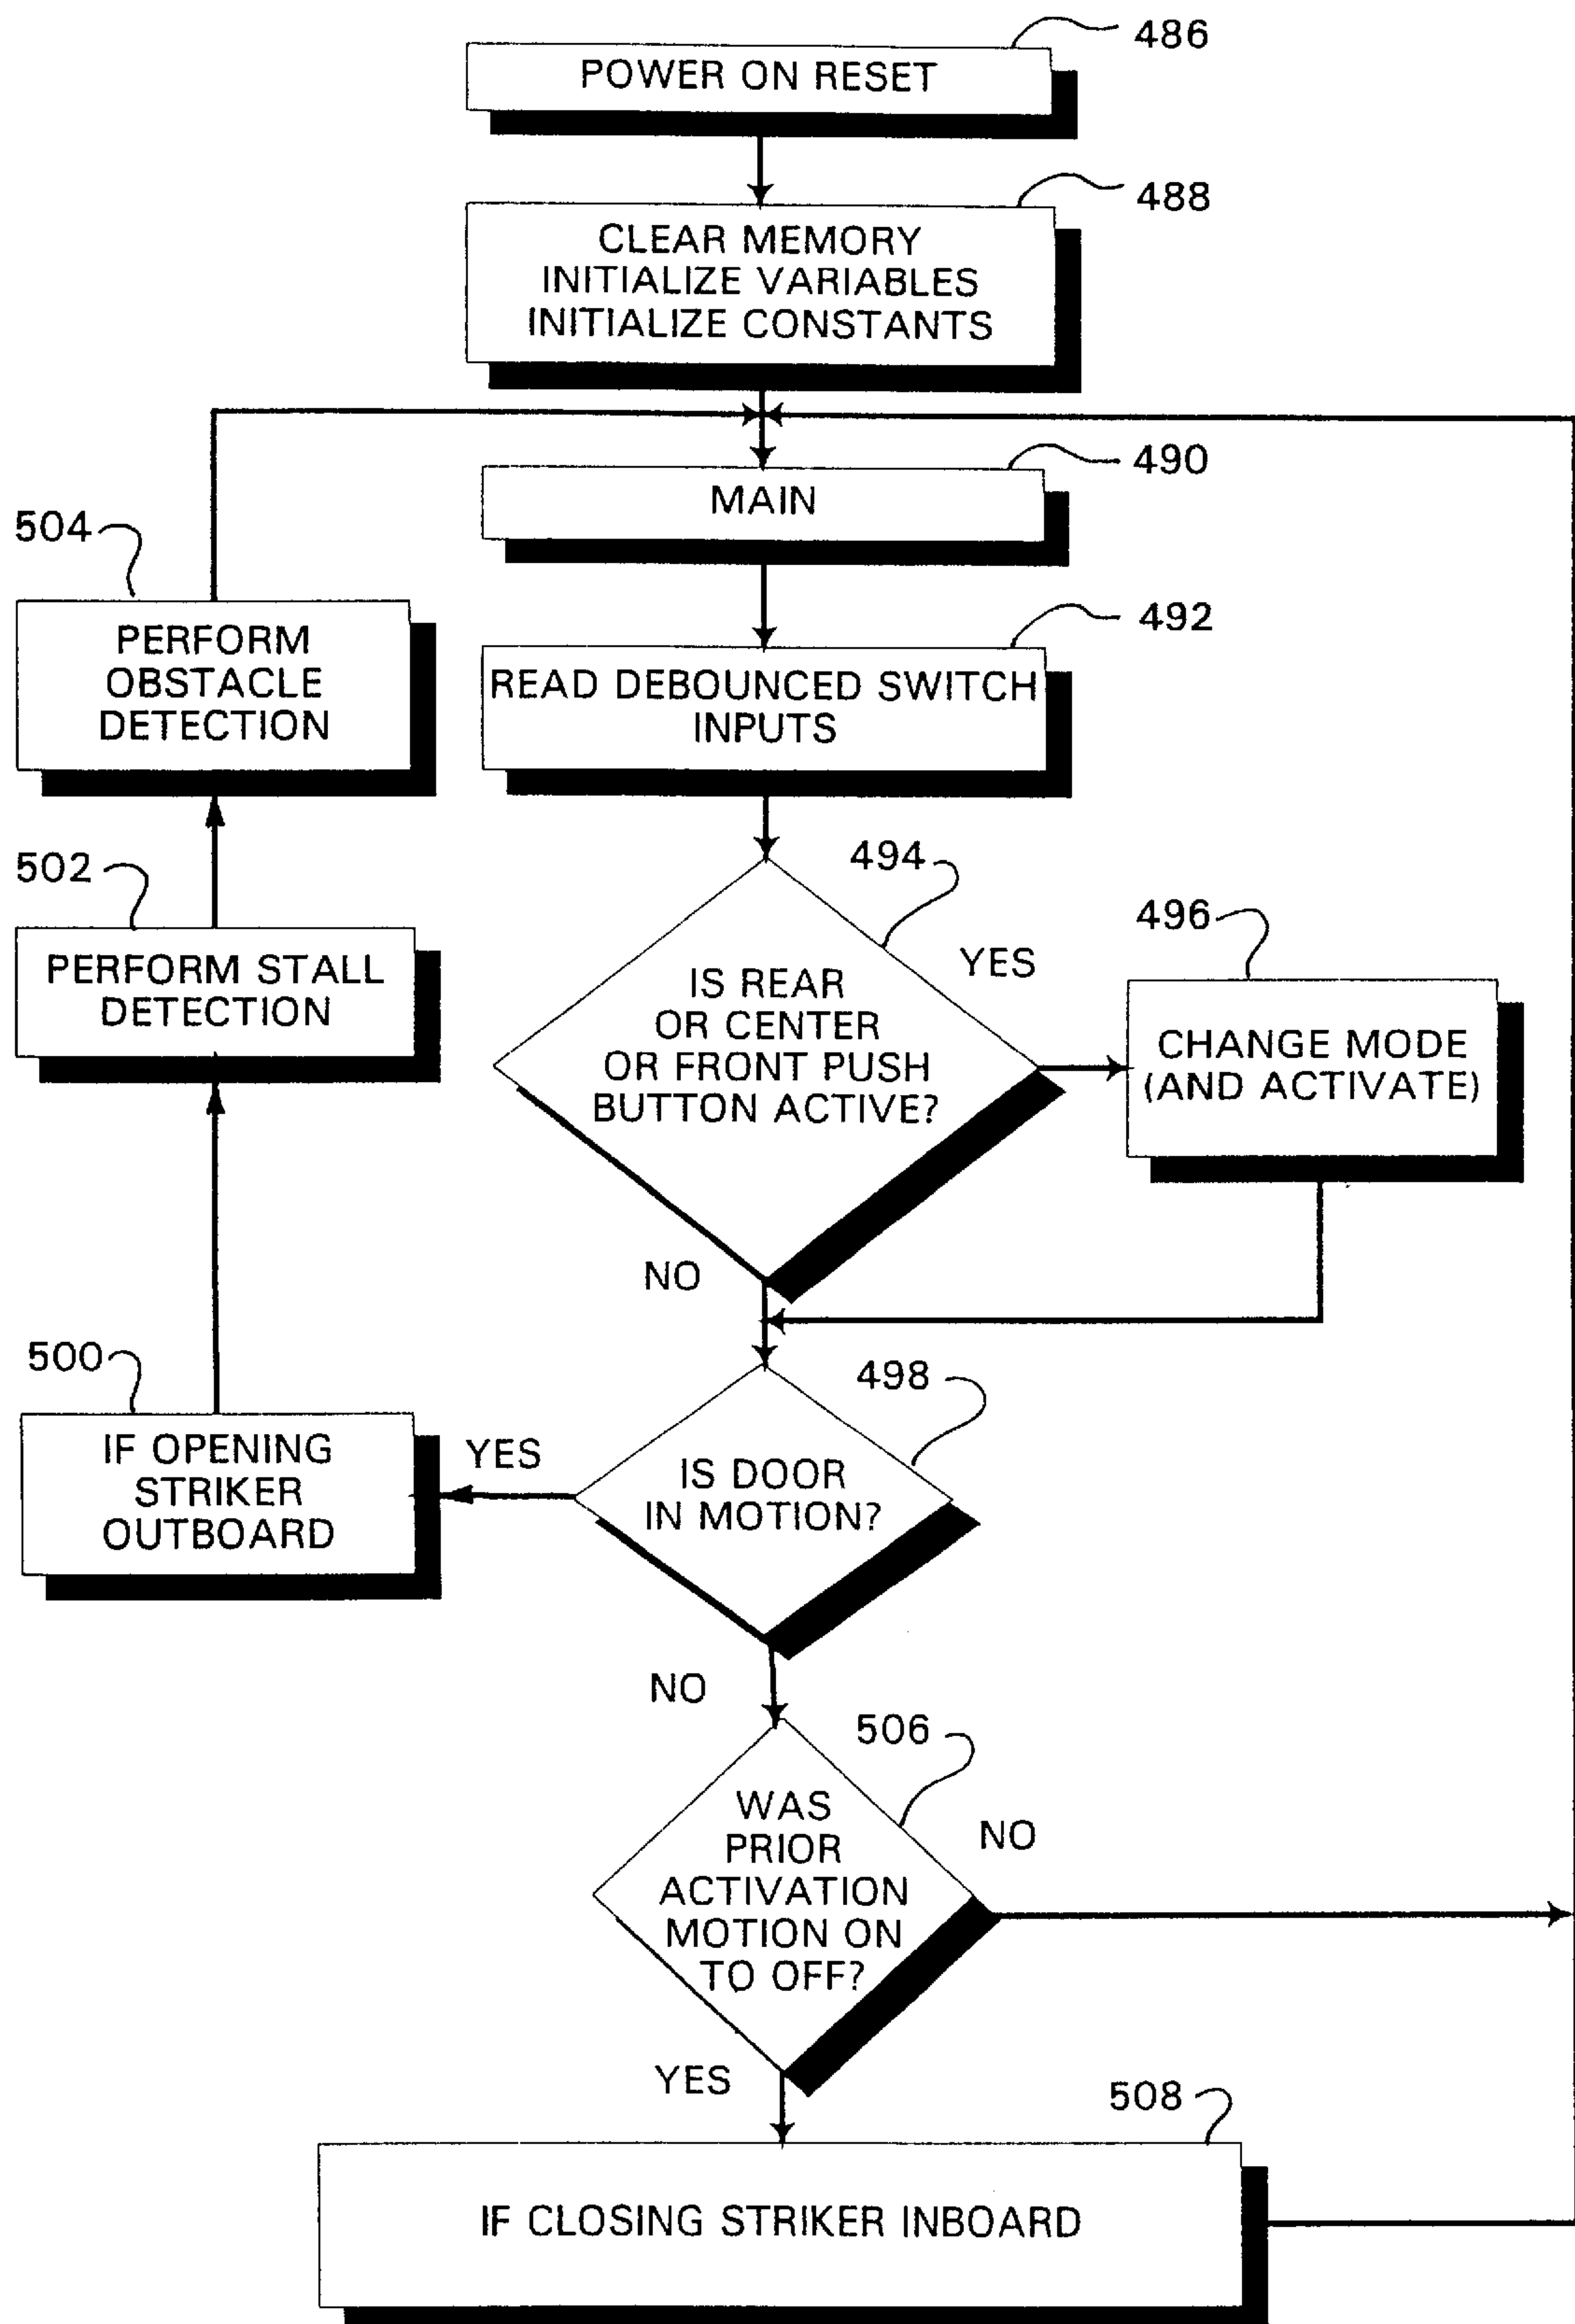 486
POWER ON RESET
488
CLEAR MEMORY
INITIALIZE VARIABLES
INITIALIZE CONSTANTS
490
MAIN
504
PERFORM
OBSTACLE
DETECTION
492
READ DEBOUNCED SWITCH
INPUTS
494
502
PERFORM STALL
DETECTION
IS REAR
OR CENTER
OR FRONT PUSH
BUTTON ACTIVE?
YES
496
CHANGE MODE
(AND ACTIVATE)
NO
500
IF OPENING
STRIKER
OUTBOARD
YES
498
IS DOOR
IN MOTION?
NO
506
WAS
PRIOR
ACTIVATION
MOTION ON
TO OFF?
NO
YES
508
IF CLOSING STRIKER INBOARD